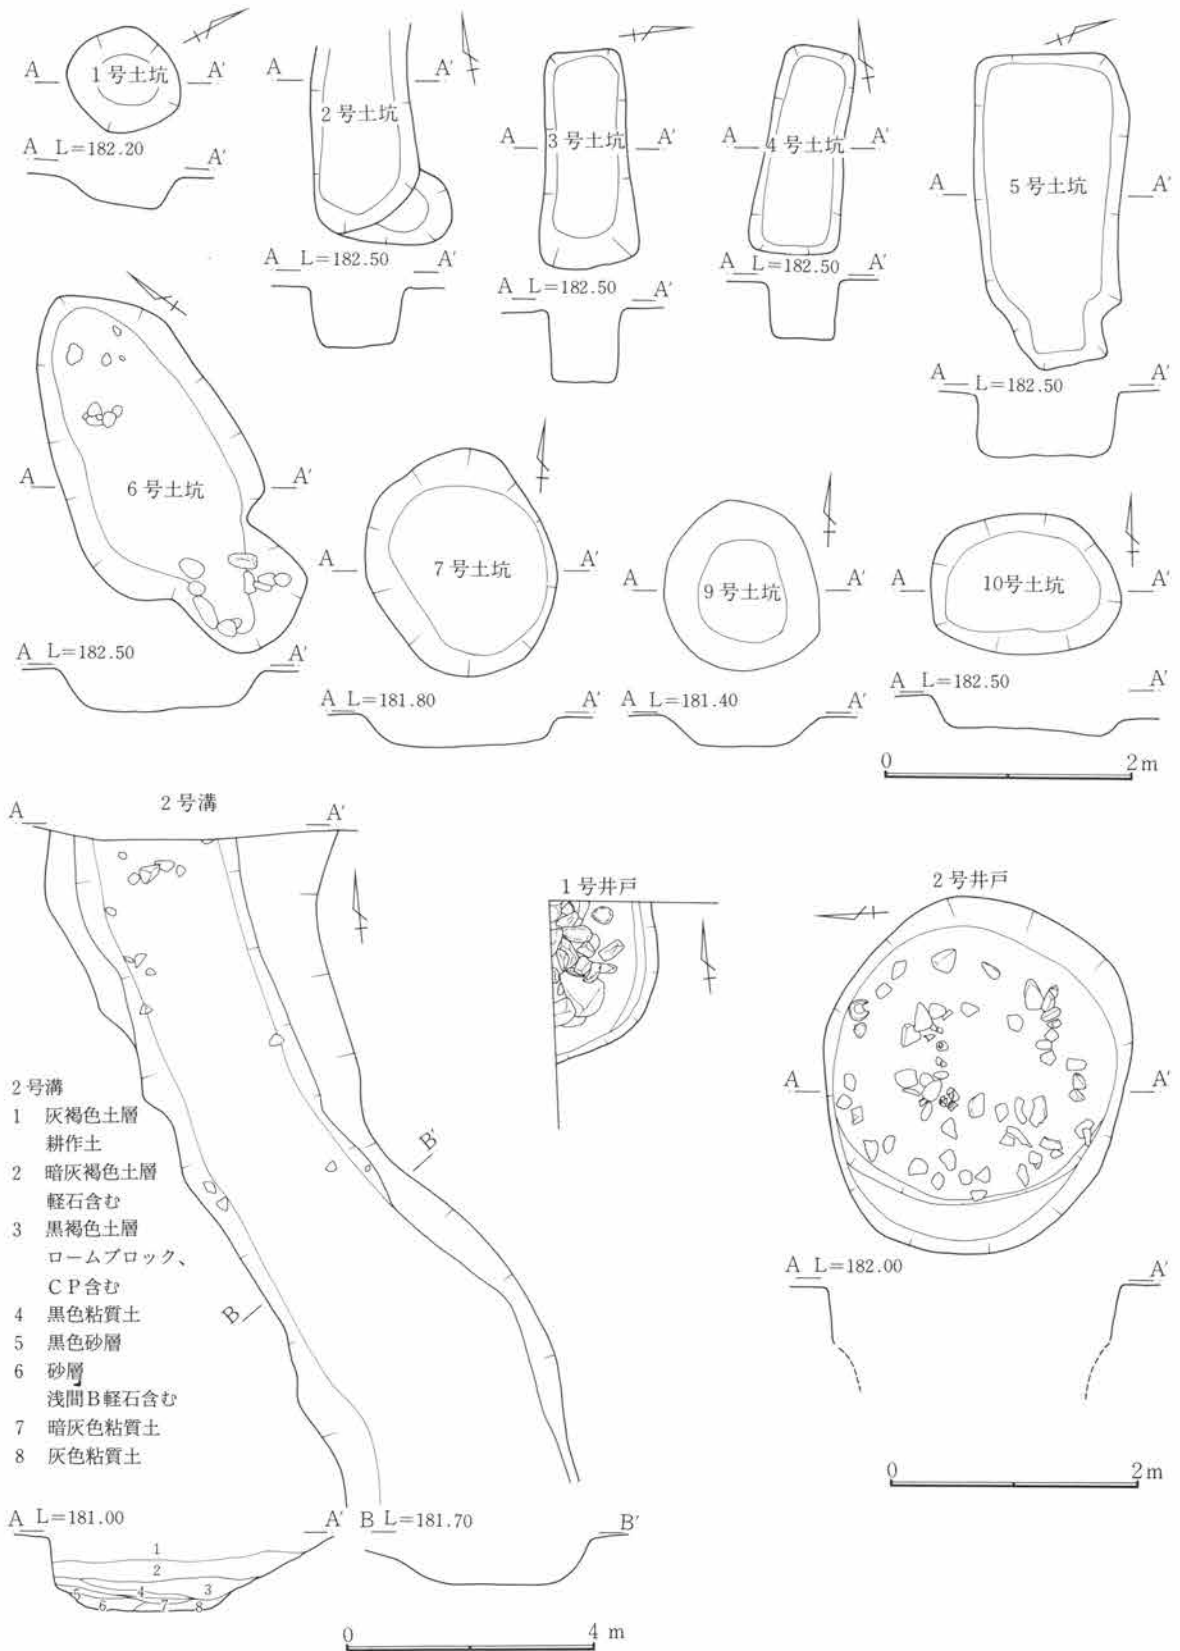 A 1号土坑 A'
A L=182.20 A'
A A'
2号土坑
A L=182.50 A'
A 3号土坑 A'
A L=182.50 A'
A 4号土坑 A'
A L=182.50 A'
A 5号土坑 A'
A L=182.50 A'
A A'
6号土坑
A L=182.50 A'
A 7号土坑 A'
A L=181.80 A'
A A'
9号土坑
A L=181.40 A'
A 10号土坑 A'
A L=182.50 A'
0 2m
2号溝
A A'
B B'
1号井戸
2号井戸
A A'
A L=182.00 A'
0 2m
2号溝
1 灰褐色土層
耕作土
2 暗灰褐色土層
軽石含む
3 黒褐色土層
ロームブロック、
CP含む
4 黒色粘質土
5 黒色砂層
6 砂層
浅間B軽石含む
7 暗灰色粘質土
8 灰色粘質土
A L=181.00 A'
1
2
3
4
5
6
7
8
B L=181.70 B'
0 4m